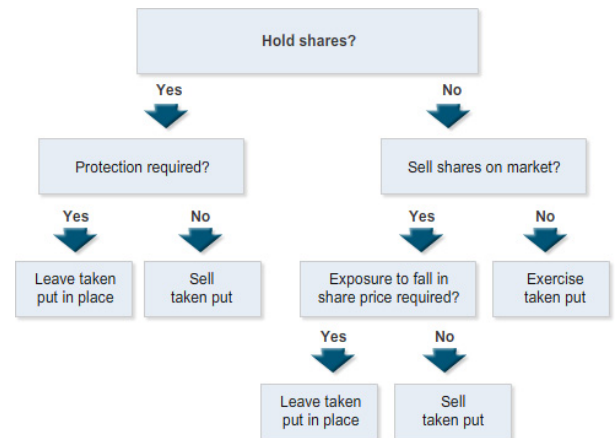 Hold shares?
Yes
No
Protection required?
Sell shares on market?
Yes
No
Yes
No
Leave taken
put in place
Sell
taken put
Exposure to fall in
share price required?
Exercise
taken put
Yes
No
Leave taken
put in place
Sell
taken put